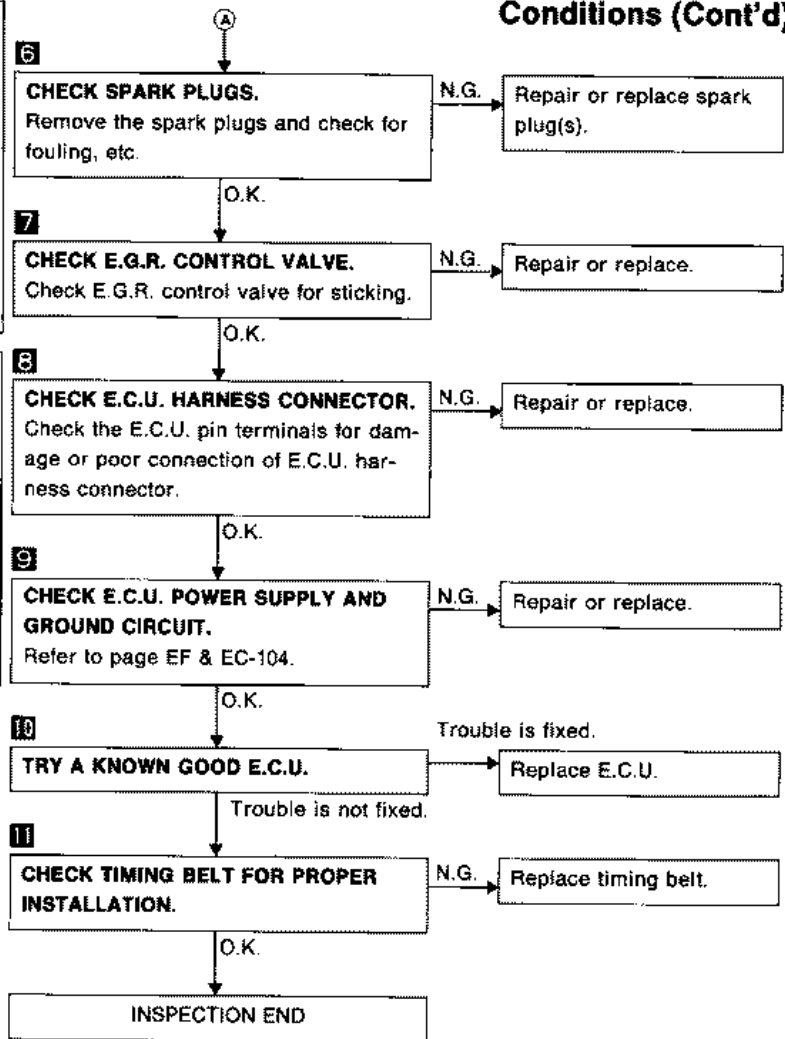 Conditions (Cont'd)
A
6
CHECK SPARK PLUGS.
Remove the spark plugs and check for
fouling, etc.
N.G.
Repair or replace spark
plug(s).
O.K.
7
CHECK E.G.R. CONTROL VALVE.
Check E.G.R. control valve for sticking.
N.G.
Repair or replace.
O.K.
8
CHECK E.C.U. HARNESS CONNECTOR.
Check the E.C.U. pin terminals for dam-
age or poor connection of E.C.U. har-
ness connector.
N.G.
Repair or replace.
O.K.
9
CHECK E.C.U. POWER SUPPLY AND
GROUND CIRCUIT.
Refer to page EF & EC-104.
N.G.
Repair or replace.
O.K.
10
TRY A KNOWN GOOD E.C.U.
Trouble is fixed.
Replace E.C.U.
Trouble is not fixed.
11
CHECK TIMING BELT FOR PROPER
INSTALLATION.
N.G.
Replace timing belt.
O.K.
INSPECTION END